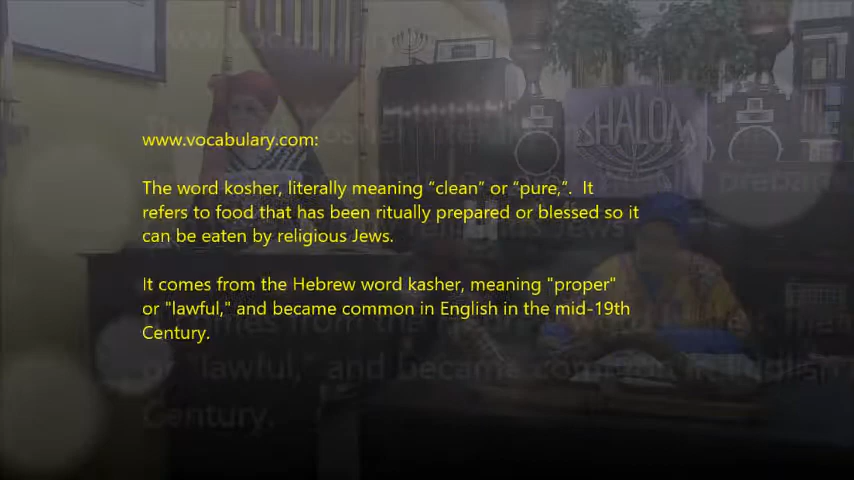 www.vocabulary.com:
The word kosher, literally meaning “clean” or “pure,”.  It
refers to food that has been ritually prepared or blessed so it
can be eaten by religious Jews.
It comes from the Hebrew word kasher, meaning "proper"
or "lawful," and became common in English in the mid-19th
Century.
SHALOM